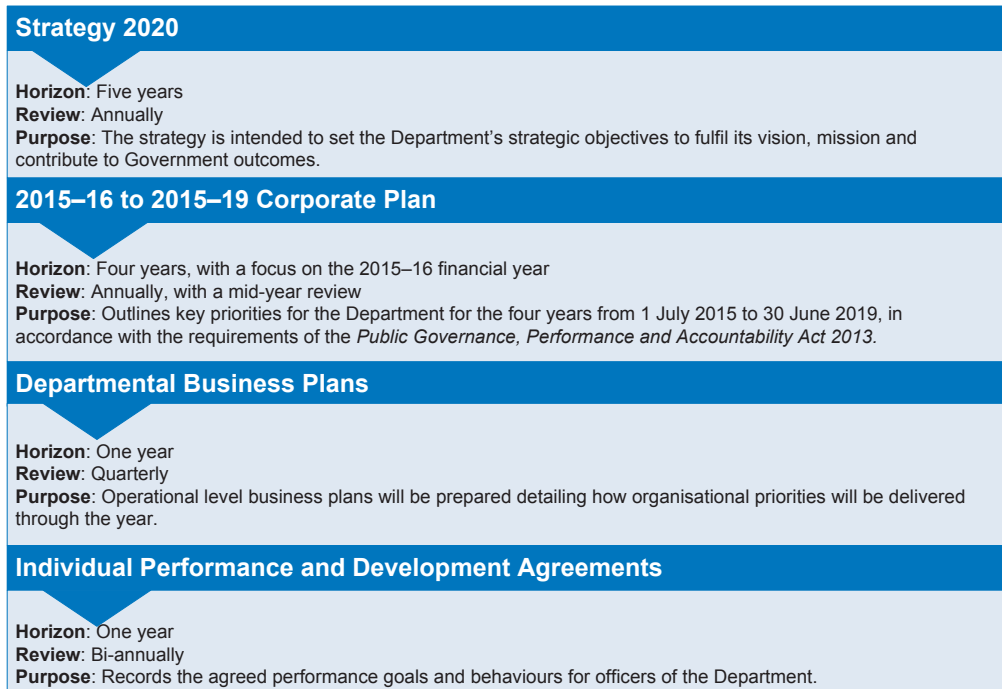 Strategy 2020
Horizon: Five years
Review: Annually
Purpose: The strategy is intended to set the Department's strategic objectives to fulfil its vision, mission and
contribute to Government outcomes.
2015–16 to 2015–19 Corporate Plan
Horizon: Four years, with a focus on the 2015–16 financial year
Review: Annually, with a mid-year review
Purpose: Outlines key priorities for the Department for the four years from 1 July 2015 to 30 June 2019, in
accordance with the requirements of the Public Governance, Performance and Accountability Act 2013.
Departmental Business Plans
Horizon: One year
Review: Quarterly
Purpose: Operational level business plans will be prepared detailing how organisational priorities will be delivered
through the year.
Individual Performance and Development Agreements
Horizon: One year
Review: Bi-annually
Purpose: Records the agreed performance goals and behaviours for officers of the Department.